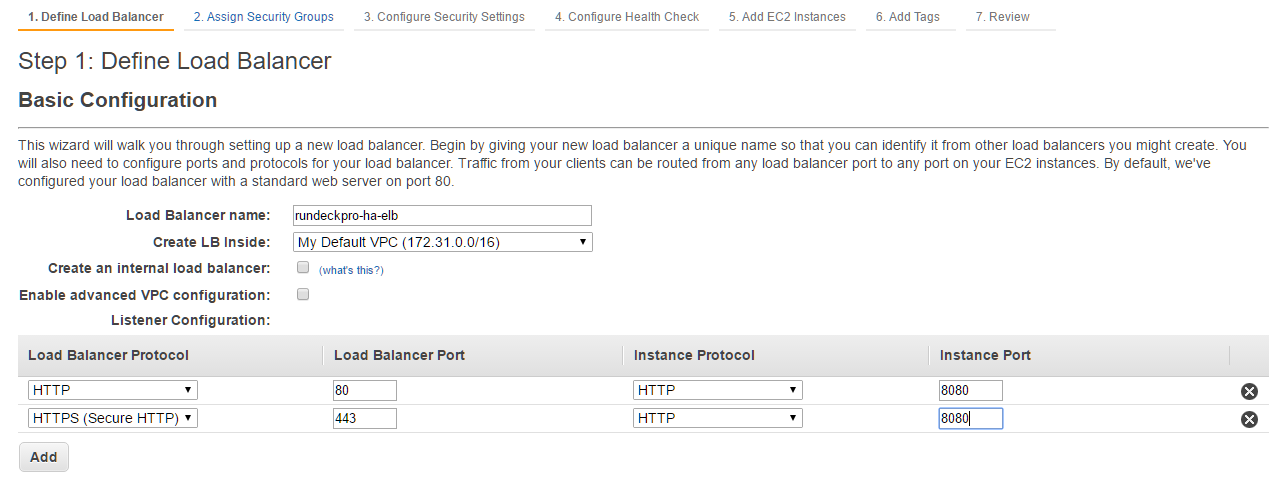 1. Define Load Balancer 2. Assign Security Groups 3. Configure Security Settings 4. Configure Health Check 5. Add EC2 Instances 6. Add Tags 7. Review
Step 1: Define Load Balancer
Basic Configuration
This wizard will walk you through setting up a new load balancer. Begin by giving your new load balancer a unique name so that you can identify it from other load balancers you might create. You
will also need to configure ports and protocols for your load balancer. Traffic from your clients can be routed from any load balancer port to any port on your EC2 instances. By default, we've
configured your load balancer with a standard web server on port 80.
Load Balancer name: rundeckpro-ha-elb
Create LB Inside: My Default VPC (172.31.0.0/16)
Create an internal load balancer: (what's this?)
Enable advanced VPC configuration:
Listener Configuration:
Load Balancer Protocol Load Balancer Port Instance Protocol Instance Port
HTTP 80 HTTP 8080
HTTPS (Secure HTTP) 443 HTTP 8080
Add